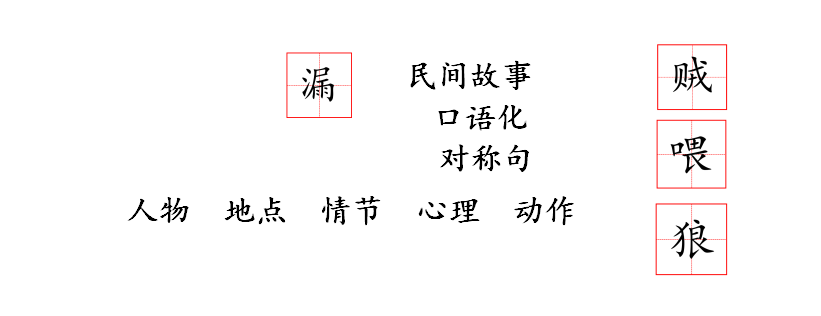 漏
民间故事
口语化
对称句
人物 地点 情节 心理 动作
贼
喂
狼